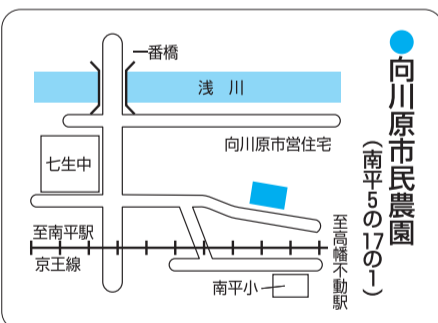 ●向川原市民農園
(南平5の17の1)
一番橋
浅川
向川原市営住宅
七生中
至南平駅
京王線
至高幡不動駅
南平小